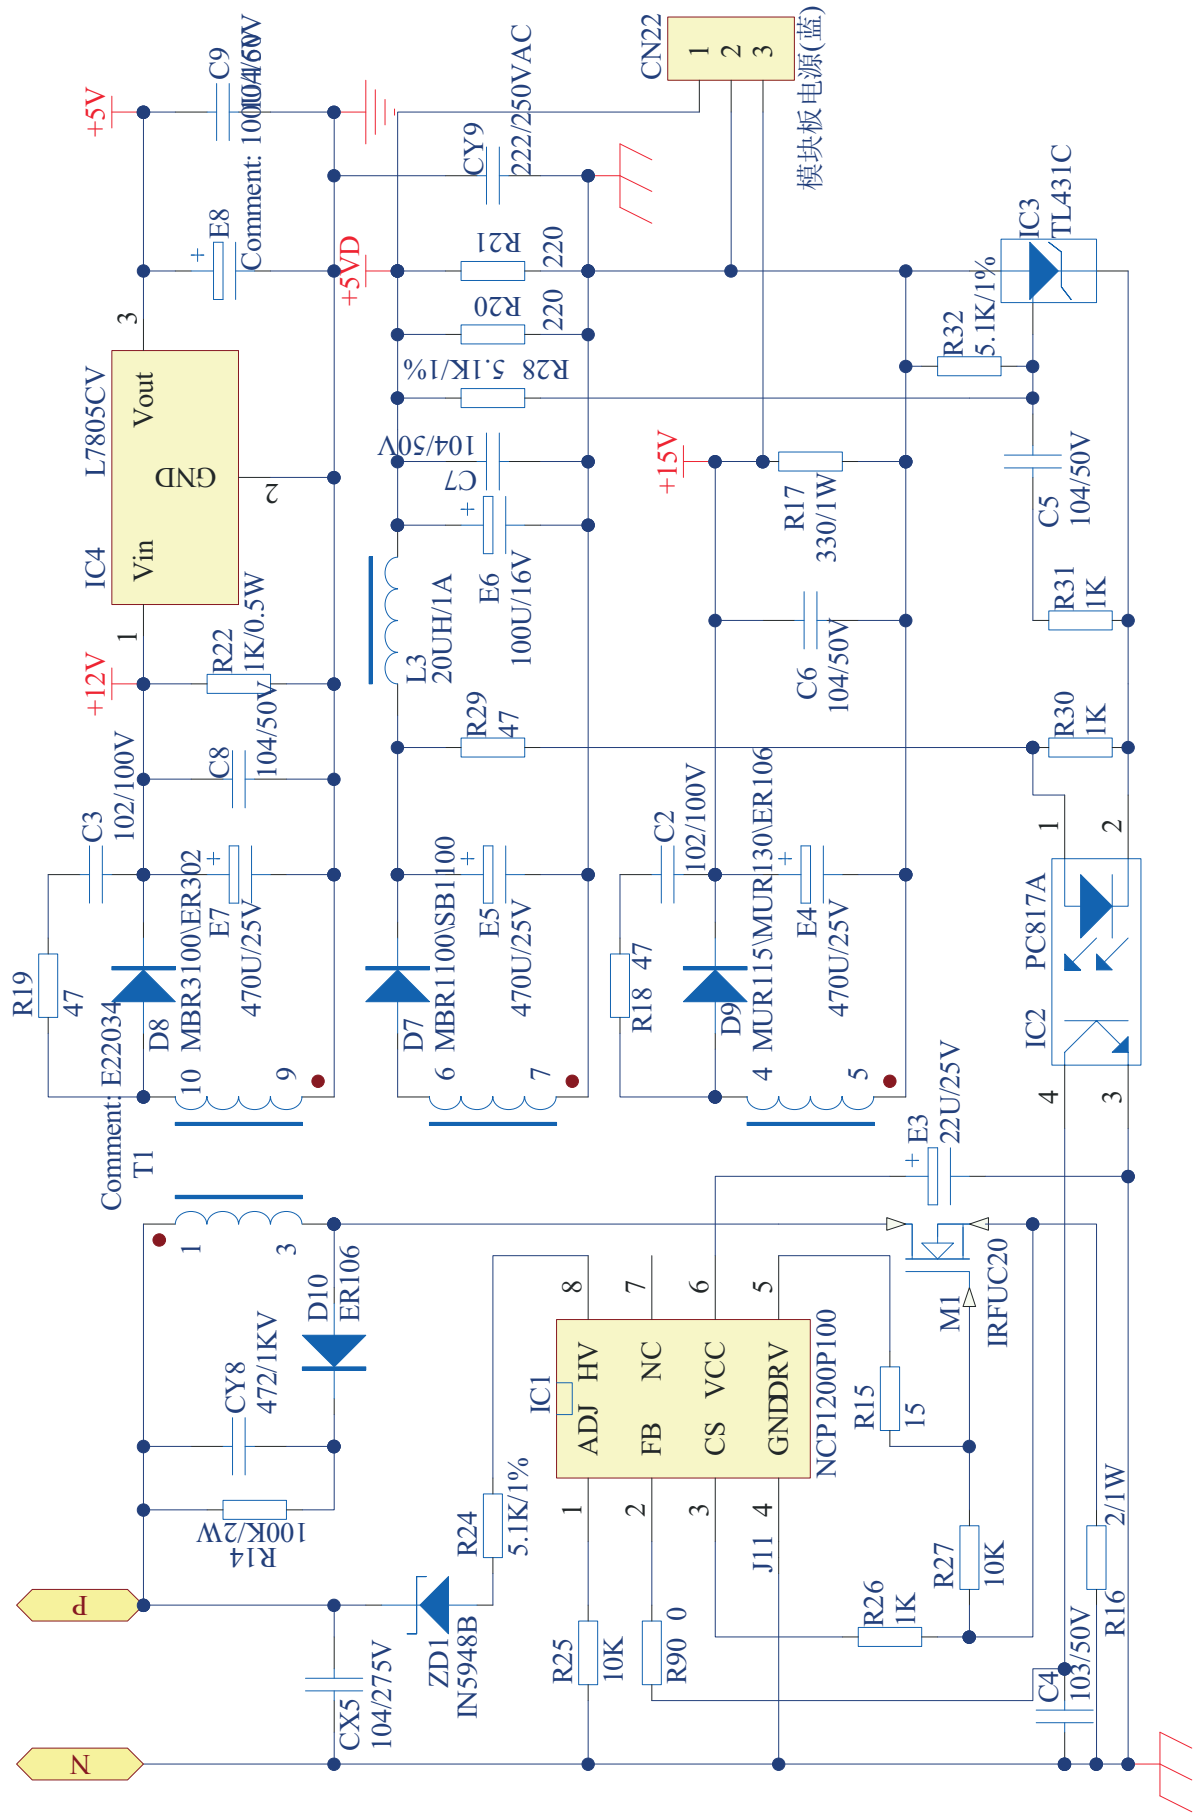 P
N
CX5
104/275V
R14
100K/2W
CY8
472/1KV
D10
ER106
ZD1
IN5948B
R24
5.1K/1%
R25
10K
R90 0
IC1
ADJ HV
FB NC
CS VCC
GND DRV
NCP1200P100
1
2
3
4
8
7
6
5
J11
R15
15
R26
1K
R27
10K
M1
IRFUC20
E3
22U/25V
R16
2/1W
C4
103/50V
Comment: E22034
T1
1
3
10
9
6
7
4
5
R19
47
C3
102/100V
D8
MBR3100\ER302
E7
470U/25V
C8
104/50V
R22
1K/0.5W
+12V
IC4
L7805CV
Vin
Vout
GND
1
2
3
E8
Comment: 100U/16V
C9
104/50V
+5V
D7
MBR1100\SB1100
E5
470U/25V
R29
47
L3
20UH/1A
E6
100U/16V
C7
104/50V
R28 5.1K/1%
R20
220
R21
220
+5VD
CY9
222/250VAC
CN22
1
2
3
模块板电源(蓝)
R18 47
C2
102/100V
D9
MUR115\MUR130\ER106
E4
470U/25V
C6
104/50V
+15V
R17
330/1W
IC2
PC817A
4
3
1
2
R30
1K
R31
1K
C5
104/50V
R32
5.1K/1%
IC3
TL431C